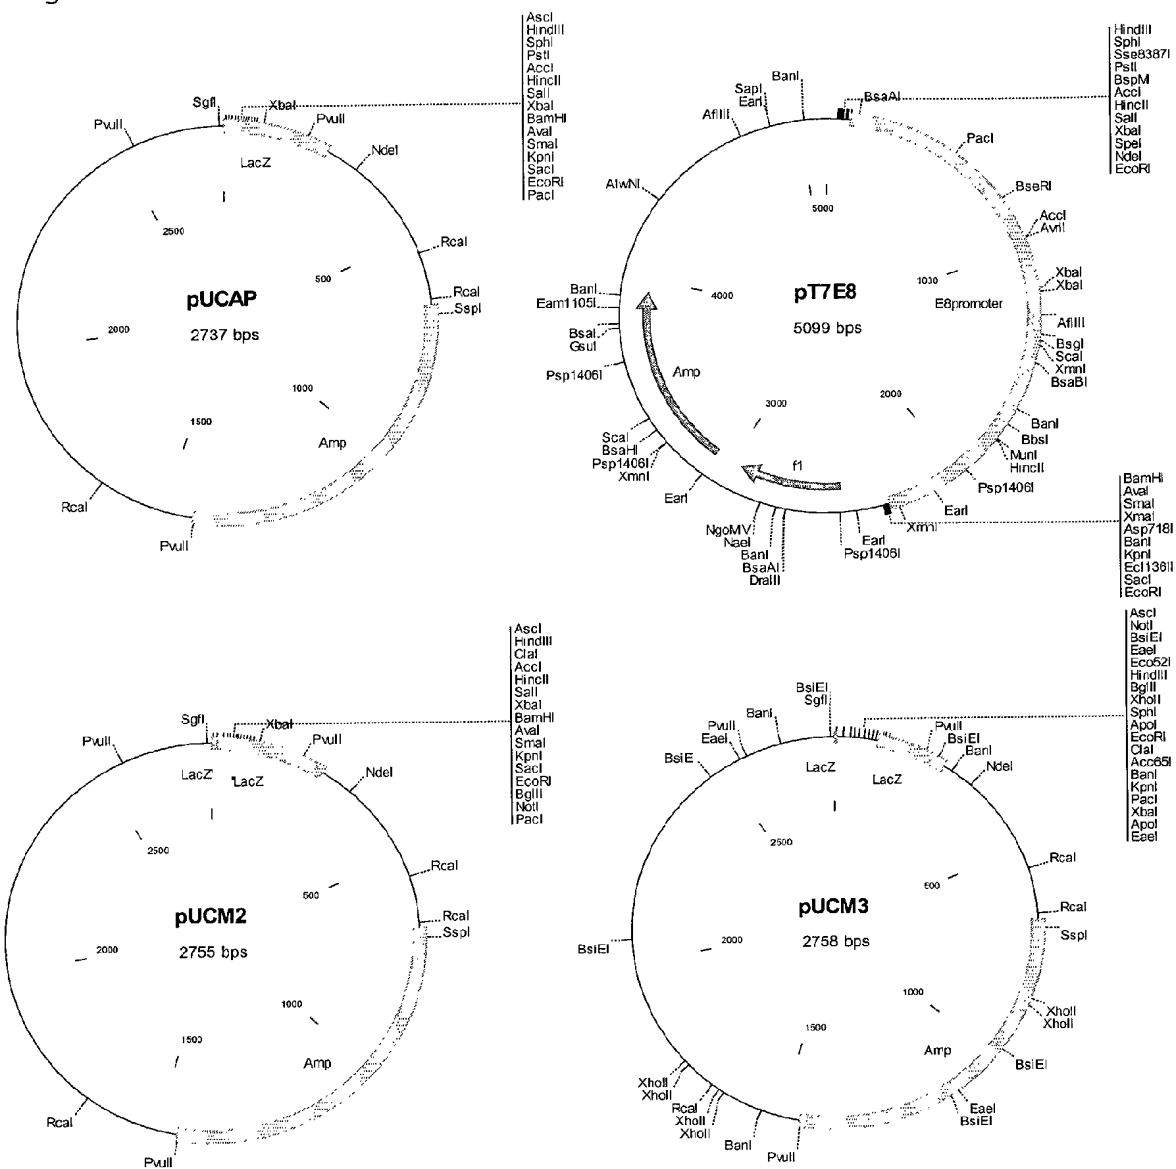 AscI
HindIII
SphI
PstI
AccI
HincII
SalI
XbaI
BamHI
AvaI
SmaI
KpnI
SacI
EcoRI
PacI
SgfI
XbaI
PvuII
PvuII
NdeI
LacZ
2500
500
RcaI
RcaI
SspI
pUCAP
2737 bps
2000
1000
1500
Amp
RcaI
PvuII
HindIII
SphI
Sse8387I
PstI
BspMI
AccI
HincII
SalI
XbaI
SpeI
NdeI
EcoRI
BanI
SapI
EarI
AflIII
BsaAI
PacI
AlwNI
BseRI
5000
AccI
AvrII
1000
XbaI
XbaI
4000
pT7E8
5099 bps
E8promoter
BanI
Eam1105I
BsaI
GsuI
Psp1406I
AflIII
BsgI
ScaI
XmnI
BsaBI
Amp
2000
3000
BanI
BbsI
MunI
HincII
Psp1406I
ScaI
BsaHI
Psp1406I
XmnI
EarI
f1
EarI
XmnI
NgoMIV
NaeI
BanI
BsaAI
DraIII
EarI
Psp1406I
BamHI
AvaI
SmaI
XmaI
Asp718I
BanI
KpnI
Ecl136II
SacI
EcoRI
AscI
HindIII
ClaI
AccI
HincII
SalI
XbaI
BamHI
AvaI
SmaI
KpnI
SacI
EcoRI
BglII
NotI
PacI
SgfI
XbaI
PvuII
PvuII
NdeI
LacZ
LacZ
2500
500
RcaI
RcaI
SspI
pUCM2
2755 bps
2000
1000
1500
Amp
RcaI
PvuII
AscI
NotI
BsiEI
EaeI
Eco52I
HindIII
BglII
XhoII
SphI
ApoI
EcoRI
ClaI
Acc65I
BanI
KpnI
PacI
XbaI
ApoI
EaeI
BsiEI
SgfI
BanI
PvuII
EaeI
BsiE
PvuII
BsiEI
BanI
NdeI
LacZ
LacZ
2500
500
RcaI
RcaI
SspI
pUCM3
2758 bps
BsiEI
2000
1000
1500
XhoII
XhoII
Amp
BsiEI
EaeI
BsiEI
XhoII
XhoII
RcaI
XhoII
XhoII
BanI
PvuII